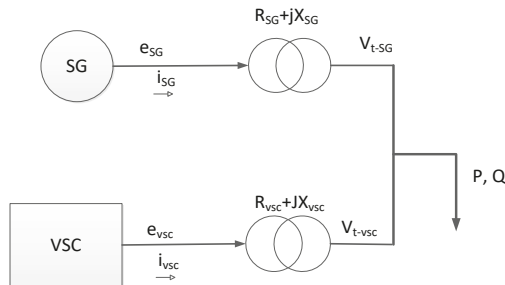 R_SG+jX_SG
e_SG
V_t-SG
SG
i_SG
P, Q
R_vsc+JX_vsc
e_vsc
V_t-vsc
VSC
i_vsc